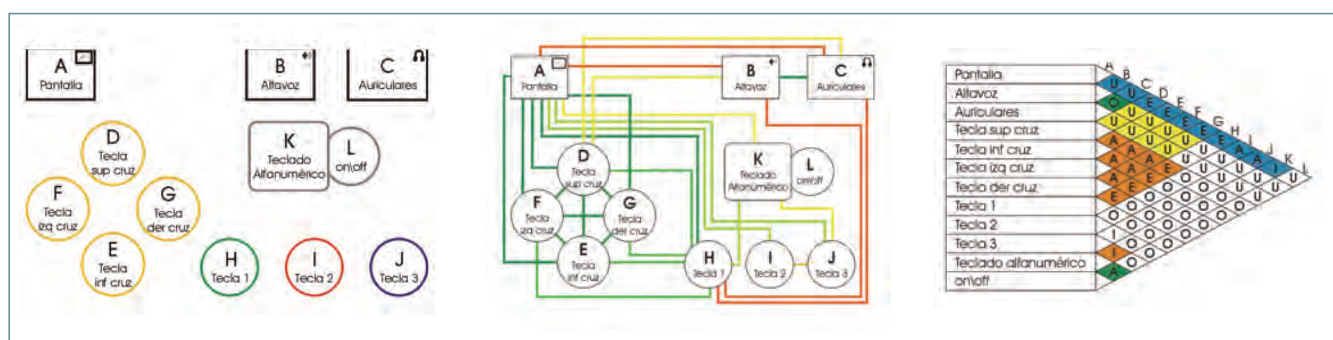 A
Pantalla
B
Altavoz
C
Auriculares
D
Tecla
sup cruz
K
Teclado
Alfanumérico
L
on\off
F
Tecla
izq cruz
G
Tecla
der cruz
E
Tecla
inf cruz
H
Tecla 1
I
Tecla 2
J
Tecla 3
A
Pantalla
B
Altavoz
C
Auriculares
D
Tecla
sup cruz
K
Teclado
Alfanumérico
L
on\off
F
Tecla
izq cruz
G
Tecla
der cruz
E
Tecla
inf cruz
H
Tecla 1
I
Tecla 2
J
Tecla 3
Pantalla
Altavoz
Auriculares
Tecla sup cruz
Tecla inf cruz
Tecla izq cruz
Tecla der cruz
Tecla 1
Tecla 2
Tecla 3
Teclado alfanumérico
on\off
A B C D E F G H I J K L